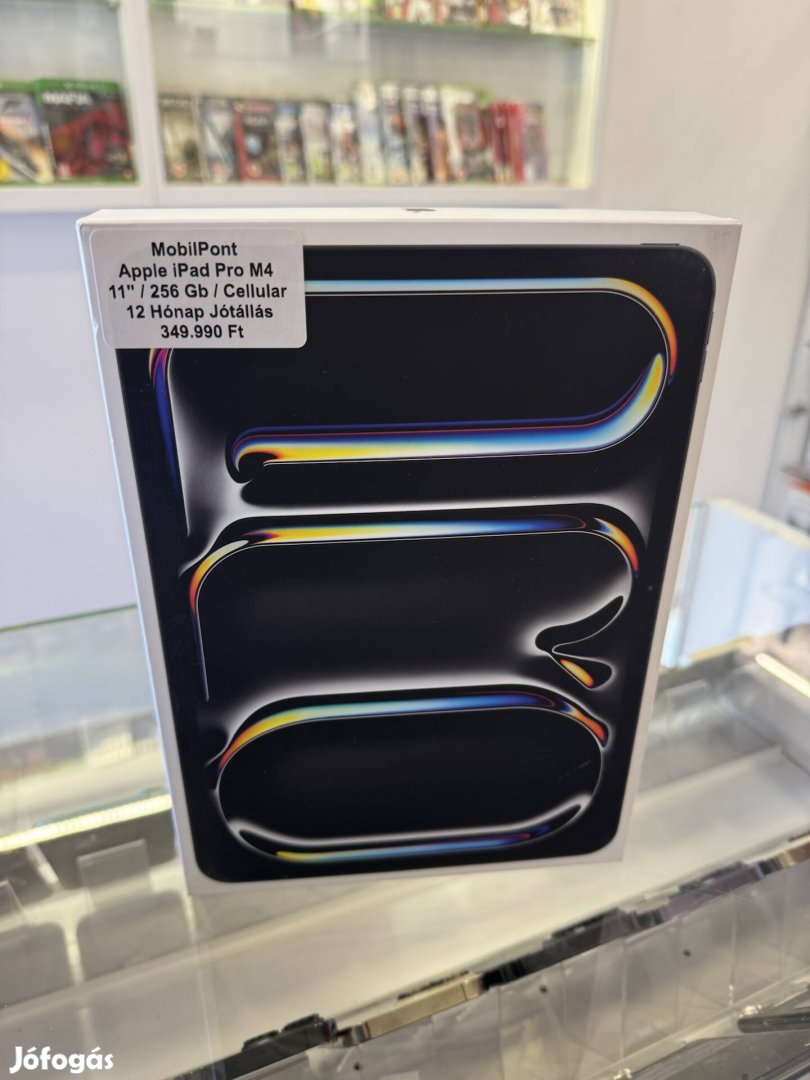 MobilPont
Apple iPad Pro M4
11" / 256 Gb / Cellular
12 Hónap Jótállás
349.990 Ft
Jófogás